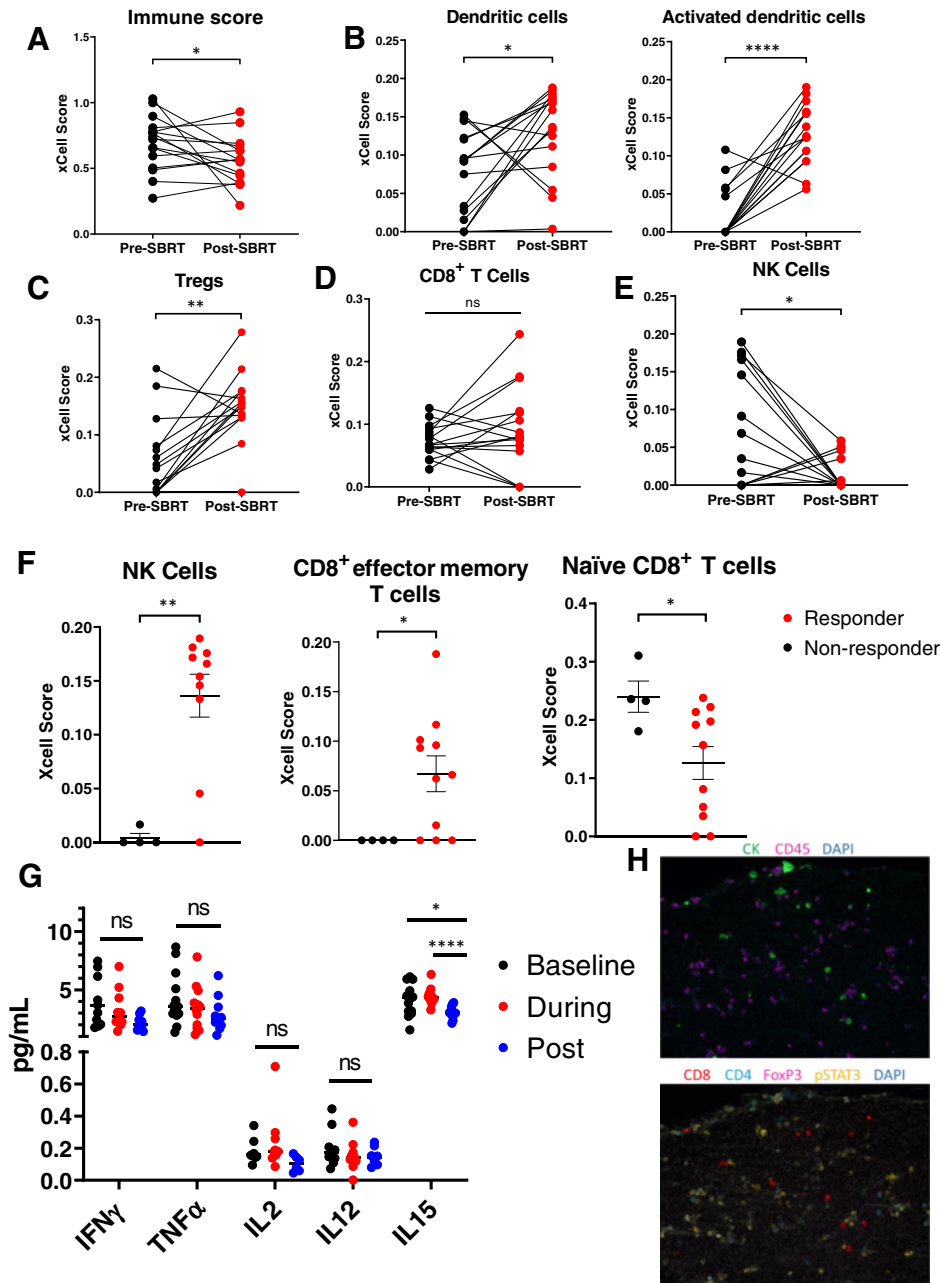 A
Immune score
*
1.5
1.0
0.5
0.0
xCell Score
Pre-SBRT
Post-SBRT
B
Dendritic cells
*
0.25
0.20
0.15
0.10
0.05
0.00
xCell Score
Pre-SBRT
Post-SBRT
Activated dendritic cells
****
0.25
0.20
0.15
0.10
0.05
0.00
xCell Score
Pre-SBRT
Post-SBRT
C
Tregs
**
0.3
0.2
0.1
0.0
xCell Score
Pre-SBRT
Post-SBRT
D
CD8⁺ T Cells
ns
0.3
0.2
0.1
0.0
xCell Score
Pre-SBRT
Post-SBRT
E
NK Cells
*
0.25
0.20
0.15
0.10
0.05
0.00
xCell Score
Pre-SBRT
Post-SBRT
F
NK Cells
**
0.20
0.15
0.10
0.05
0.00
Xcell Score
CD8⁺ effector memory
T cells
*
0.20
0.15
0.10
0.05
0.00
Xcell Score
Naïve CD8⁺ T cells
*
0.4
0.3
0.2
0.1
0.0
Xcell Score
Responder
Non-responder
G
ns
ns
ns
ns
*
****
10
5
0.8
0.6
0.4
0.2
0.0
pg/mL
IFNγ
TNFα
IL2
IL12
IL15
Baseline
During
Post
H
CK CD45 DAPI
CD8 CD4 FoxP3 pSTAT3 DAPI